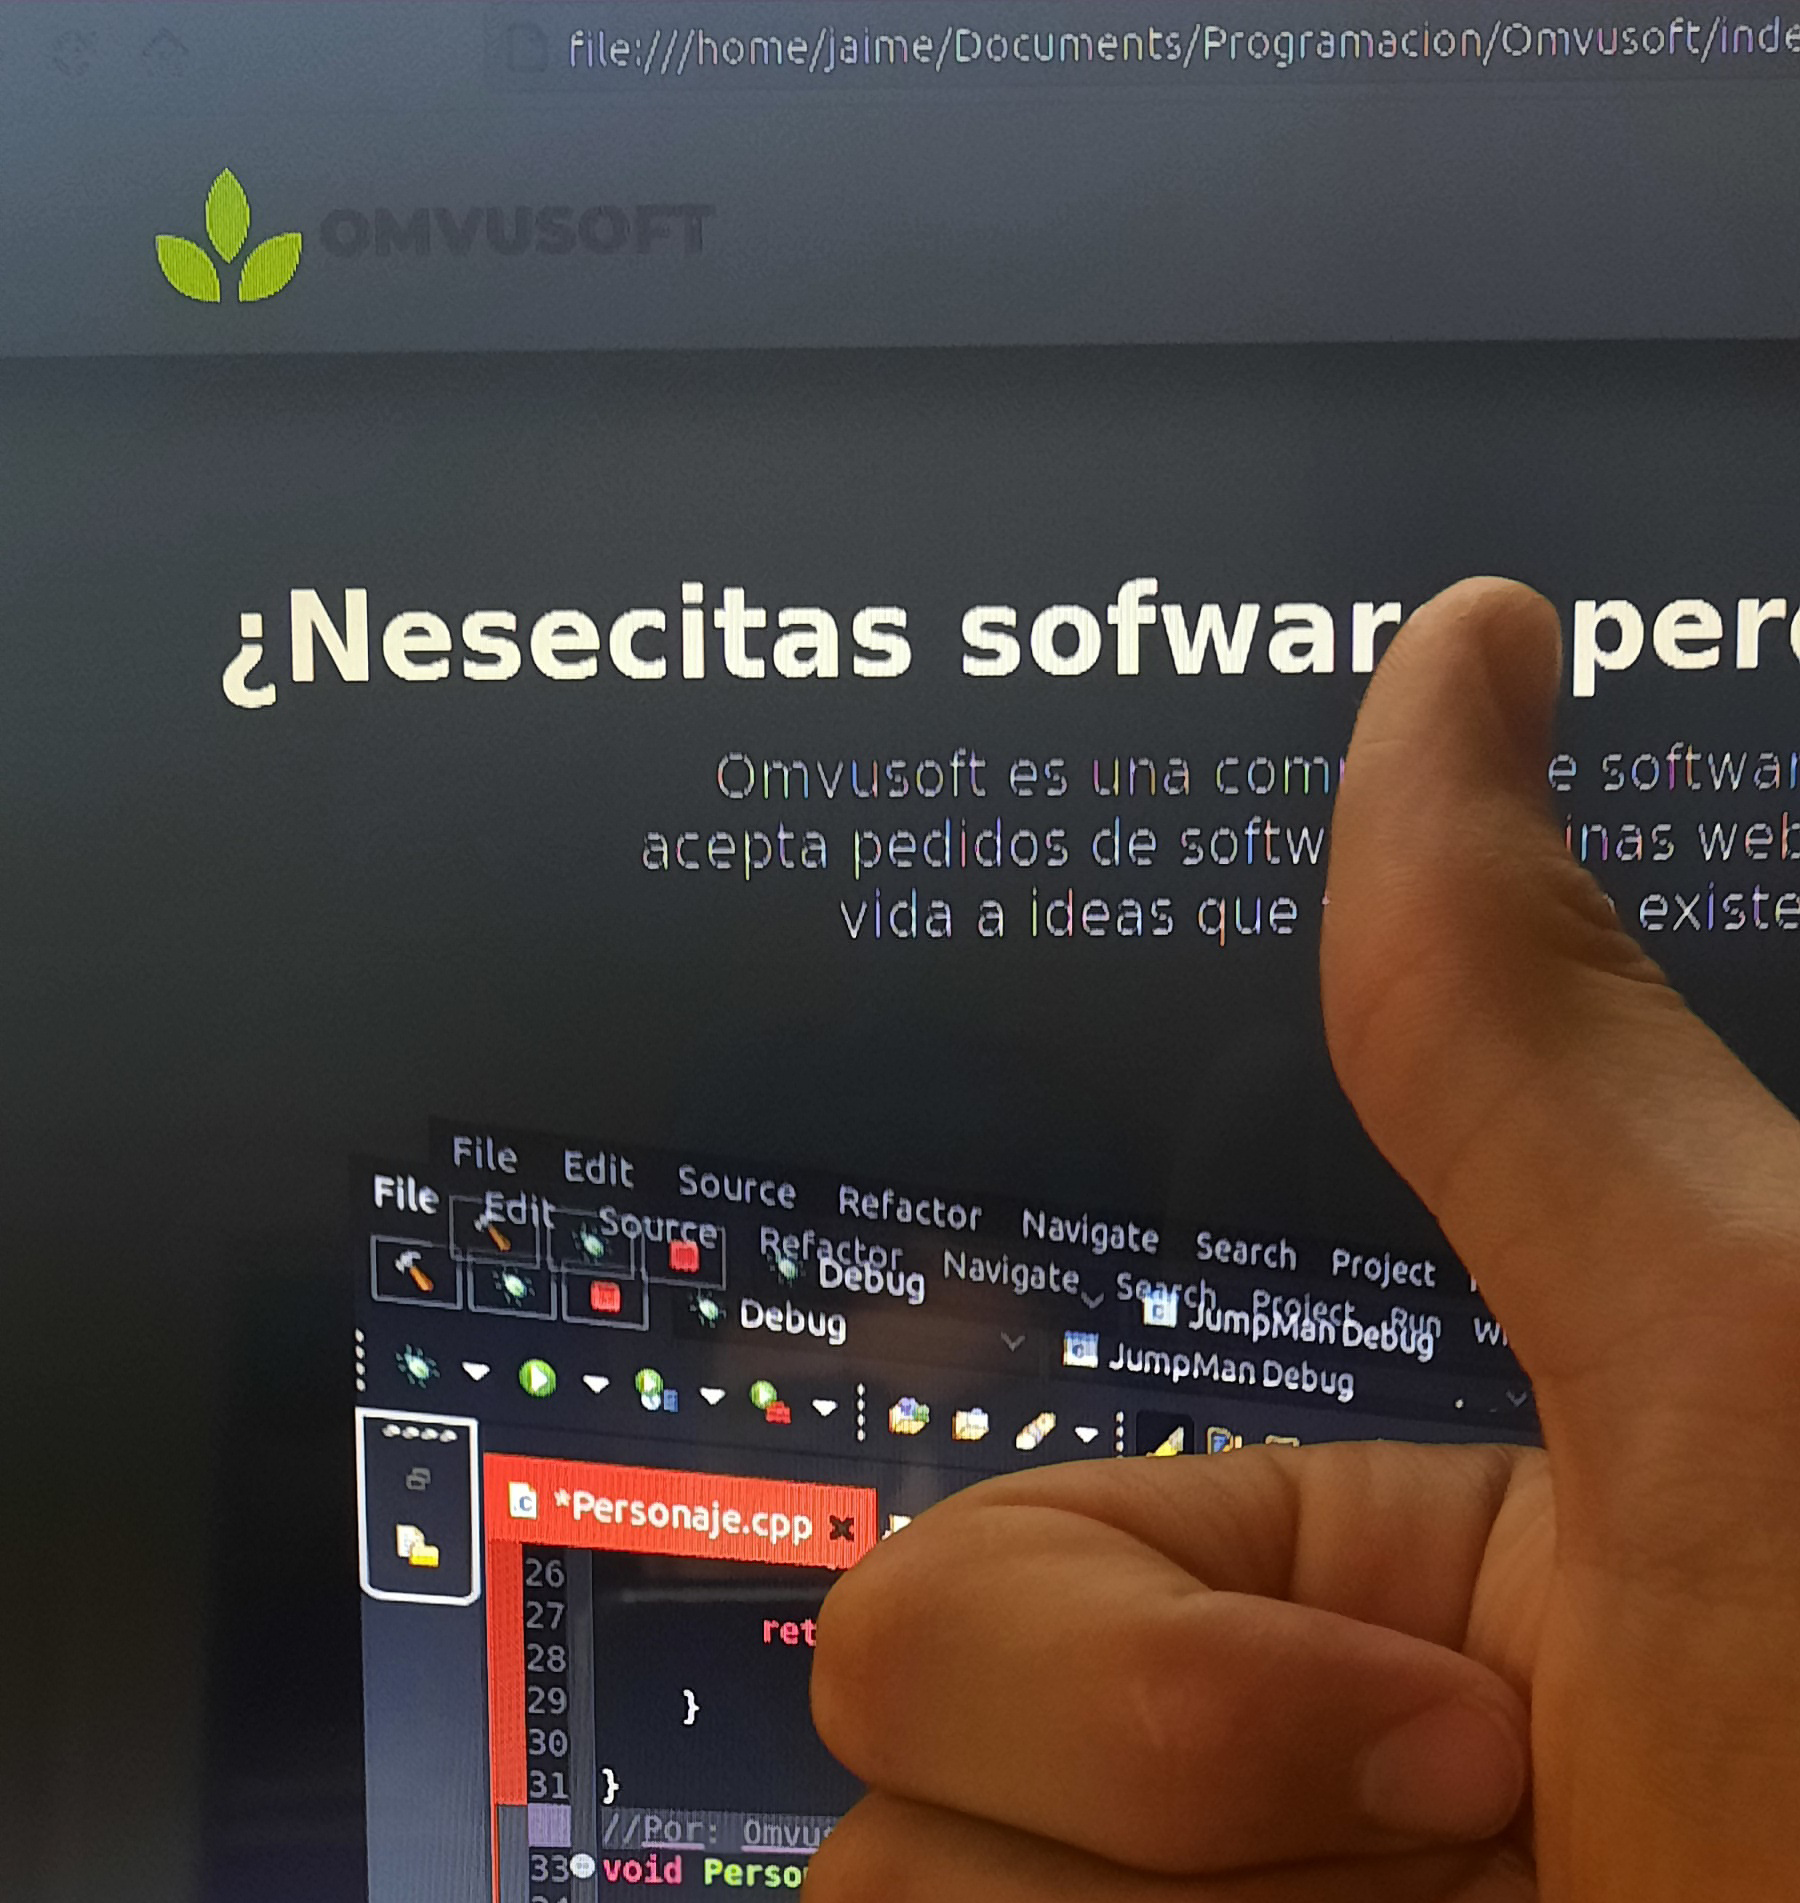 file:///home/jaime/Documents/Programacion/Omvusoft/inde
OMVUSOFT
¿Nesecitas sofwar per
Omvusoft es una com e softwar
acepta pedidos de softw inas web
vida a ideas que existe
File Edit Source Refactor Navigate Search Project
File Edit Source Refactor Navigate Search Project Run
Debug JumpMan Debug
Debug JumpMan Debug
*Personaje.cpp
26
27 ret
28
29 }
30
31 }
//Por: Omvus
33 void Perso